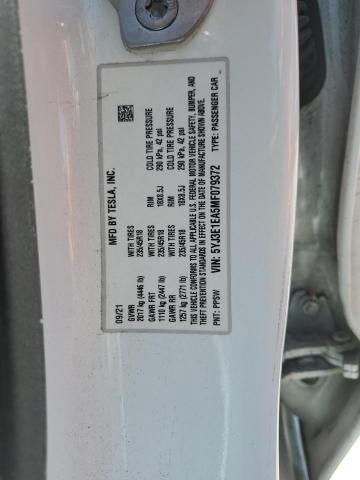 MFD BY TESLA, INC.
09/21
GVWR WITH TIRES RIM COLD TIRE PRESSURE
2017 kg (4446 lb) 235/45R18 18X8.5J 290 kPa, 42 psi
GAWR FRT WITH TIRES RIM COLD TIRE PRESSURE
1110 kg (2447 lb) 235/45R18 18X8.5J 290 kPa, 42 psi
GAWR RR
1257 kg (2771 lb)
THIS VEHICLE CONFORMS TO ALL APPLICABLE U.S. FEDERAL MOTOR VEHICLE SAFETY, BUMPER, AND
THEFT PREVENTION STANDARDS IN EFFECT ON THE DATE OF MANUFACTURE SHOWN ABOVE.
PNT: PPSW VIN: 5YJ3E1EA5MF079372 TYPE: PASSENGER CAR